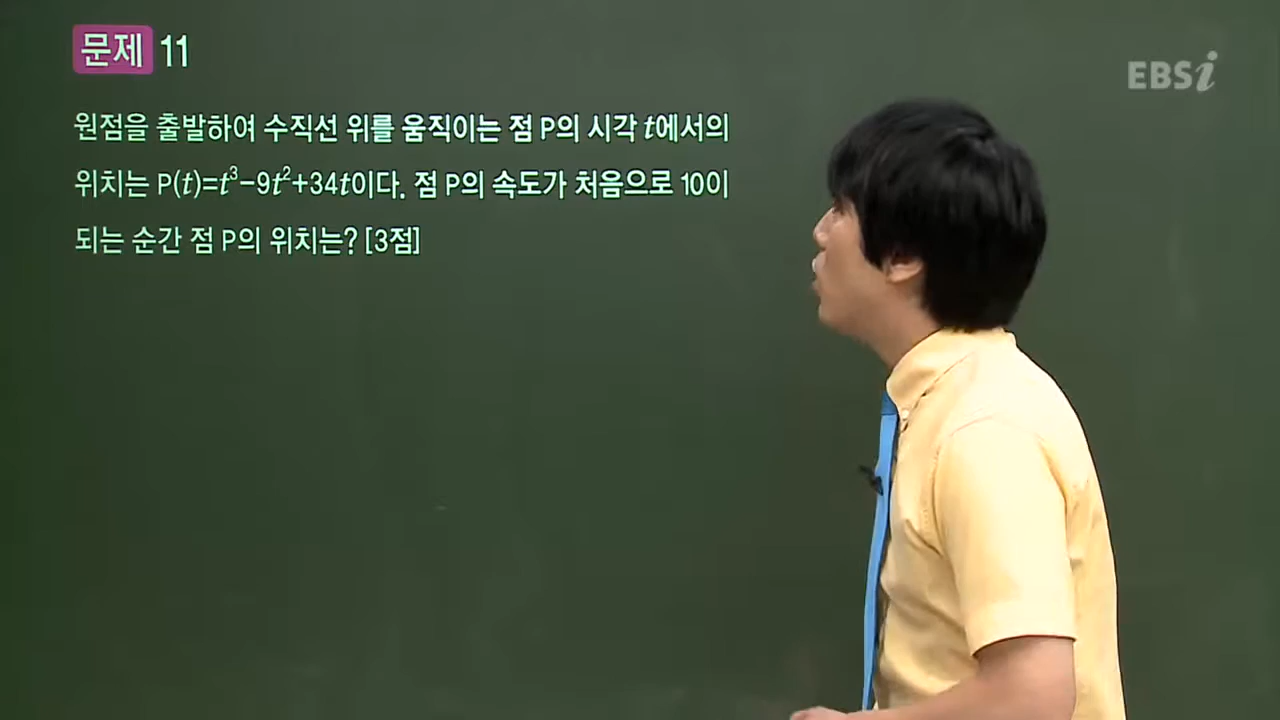 문제 11
EBSi
원점을 출발하여 수직선 위를 움직이는 점 P의 시각 t에서의
위치는 P(t)=t³-9t²+34t이다. 점 P의 속도가 처음으로 10이
되는 순간 점 P의 위치는? [3점]